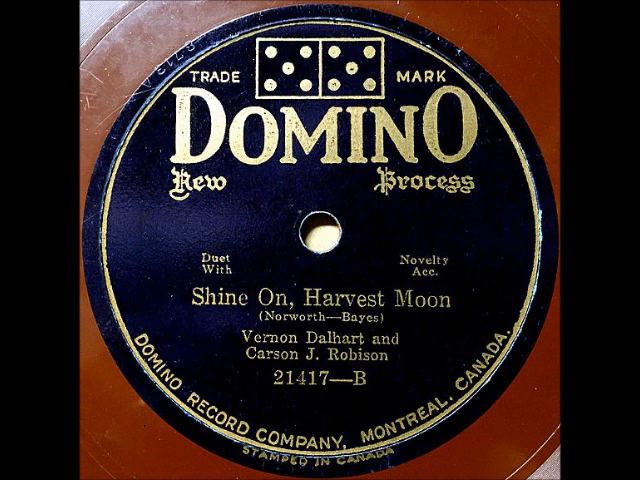 TRADE MARK
DOMINO
New Process
Duet Novelty
With Acc.
Shine On, Harvest Moon
(Norworth—Bayes)
Vernon Dalhart and
Carson J. Robison
21417—B
DOMINO RECORD COMPANY, MONTREAL, CANADA.
STAMPED IN CANADA